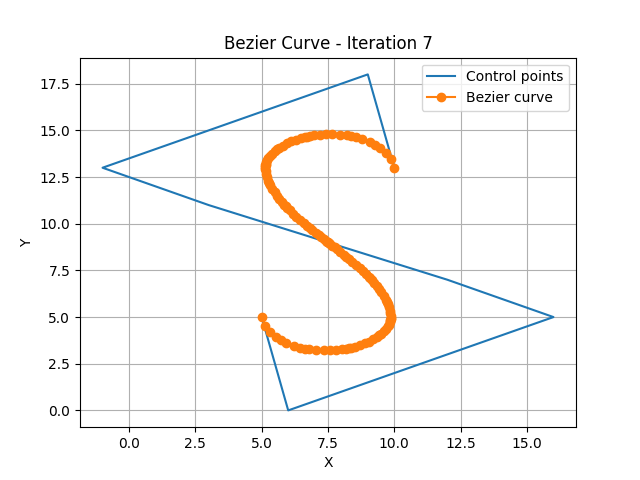 Bezier Curve - Iteration 7
Control points
Bezier curve
17.5
15.0
12.5
10.0
7.5
5.0
2.5
0.0
Y
0.0 2.5 5.0 7.5 10.0 12.5 15.0
X